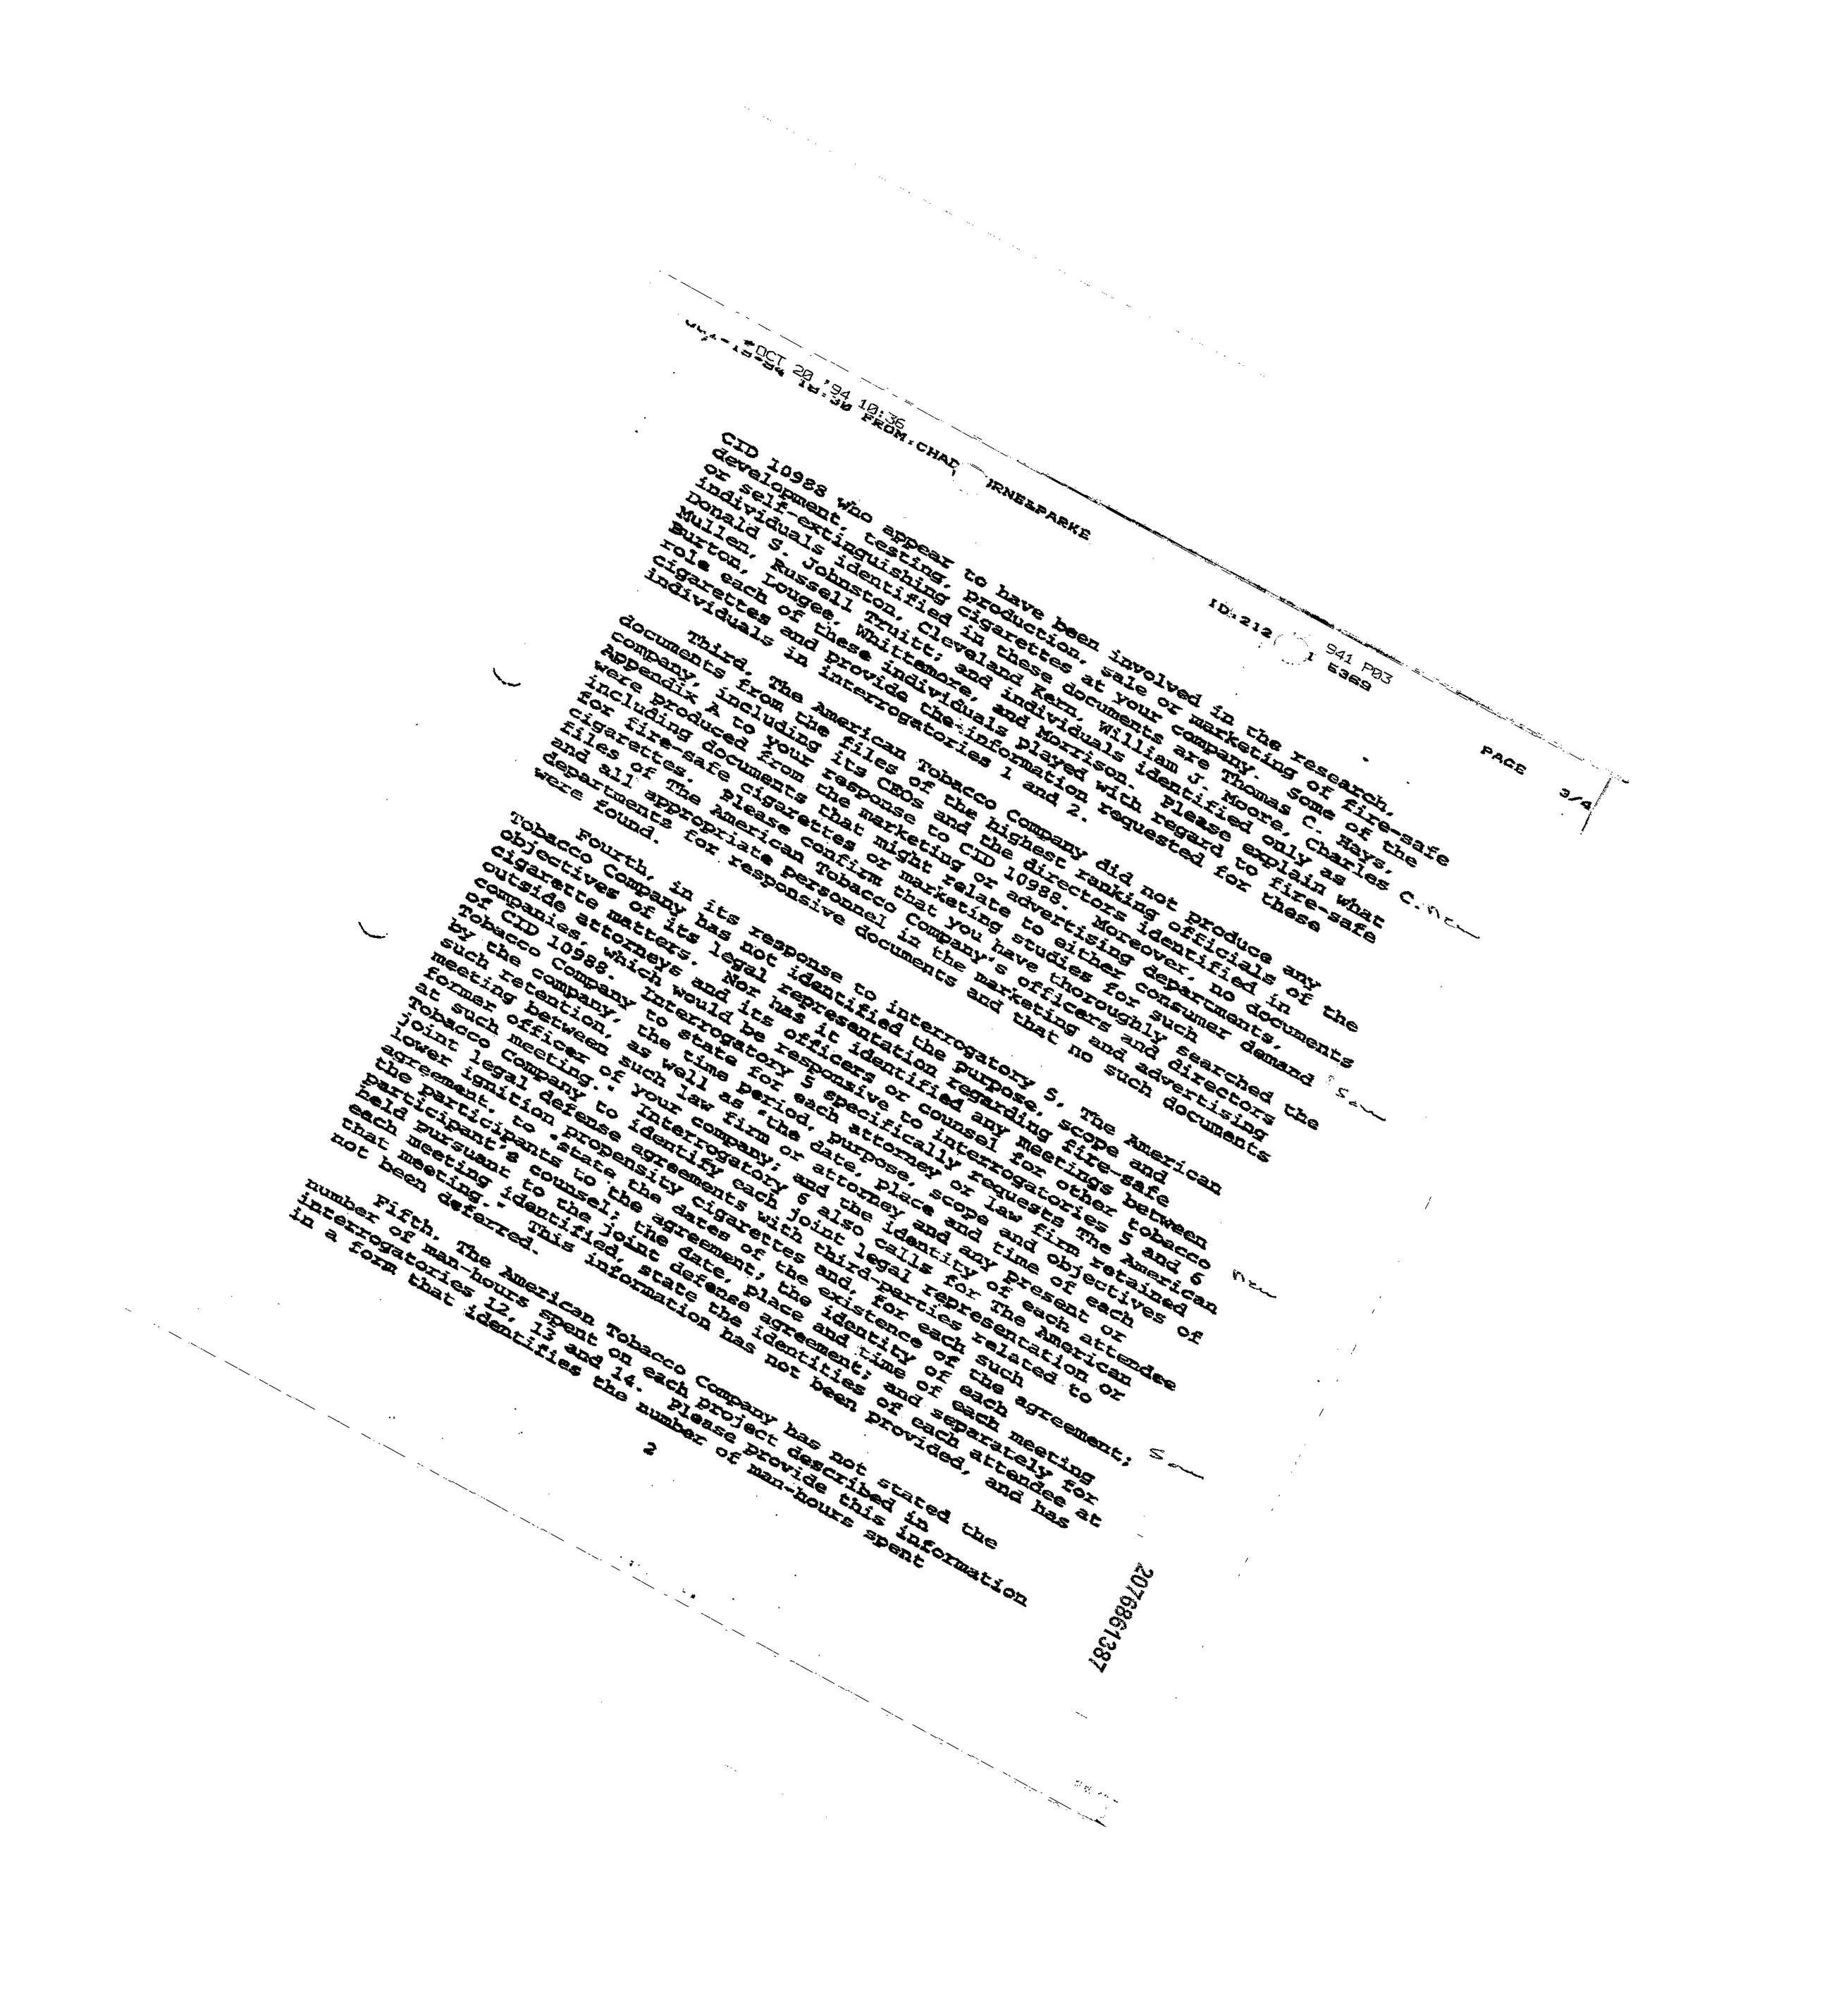 OCT 20 '94 10:36
941 P03
FROM:CHAD RNE&PARKE
ID:212 5369
PAGE
3/4
CID 10988 who appear to have been involved in the research,
development, testing, production, sale or marketing of fire-safe
or self-extinguishing cigarettes at your company. Some of the
individuals identified in these documents are Thomas C. Hays,
Donald S. Johnston, Cleveland Kern, William J. Moore, Charles C.
Mullen, Russell Truitt; and individuals identified only as
Burton, Lougee, Whittemore, and Morrison. Please explain what
role each of these individuals played with regard to fire-safe
cigarettes and provide the information requested for these
individuals in interrogatories 1 and 2.
Third, The American Tobacco Company did not produce any
documents from the files of the highest ranking officials of the
company, including its CEOs and the directors identified in
Appendix A to your response to CID 10988. Moreover, no documents
were produced from the marketing or advertising departments,
including documents that might relate to either consumer demand
for fire-safe cigarettes or marketing studies for such
cigarettes. Please confirm that you have thoroughly searched the
files of The American Tobacco Company's officers and directors
and all appropriate personnel in the marketing and advertising
departments for responsive documents and that no such documents
were found.
Fourth, in its response to interrogatory 5, The American
Tobacco Company has not identified the purpose, scope and
objectives of its legal representation regarding fire-safe
cigarette matters. Nor has it identified any meetings between
outside attorneys and its officers or counsel for other tobacco
companies, which would be responsive to interrogatories 5 and 6
of CID 10988. Interrogatory 5 specifically requests The American
Tobacco Company to state for each attorney or law firm retained
by the company, the time period, purpose, scope and objectives of
such retention, as well as "the date, place and time of each
meeting between such law firm or attorney and any present or
former officer of your company; and the identity of each attendee
at such meeting." Interrogatory 6 also calls for The American
Tobacco Company to identify each joint legal representation or
joint legal defense agreements with third-parties related to
lower ignition propensity cigarettes and, for each such
agreement, to "state the dates of the existence of the agreement;
the participants to the agreement; the identity of each
participant's counsel; the date, place and time of each meeting
held pursuant to the joint defense agreement; and separately for
each meeting identified, state the identities of each attendee at
that meeting." This information has not been provided, and has
not been deferred.
Fifth, The American Tobacco Company has not stated the
number of man-hours spent on each project described in
interrogatories 12, 13 and 14. Please provide this information
in a form that identifies the number of man-hours spent
2
2076861387